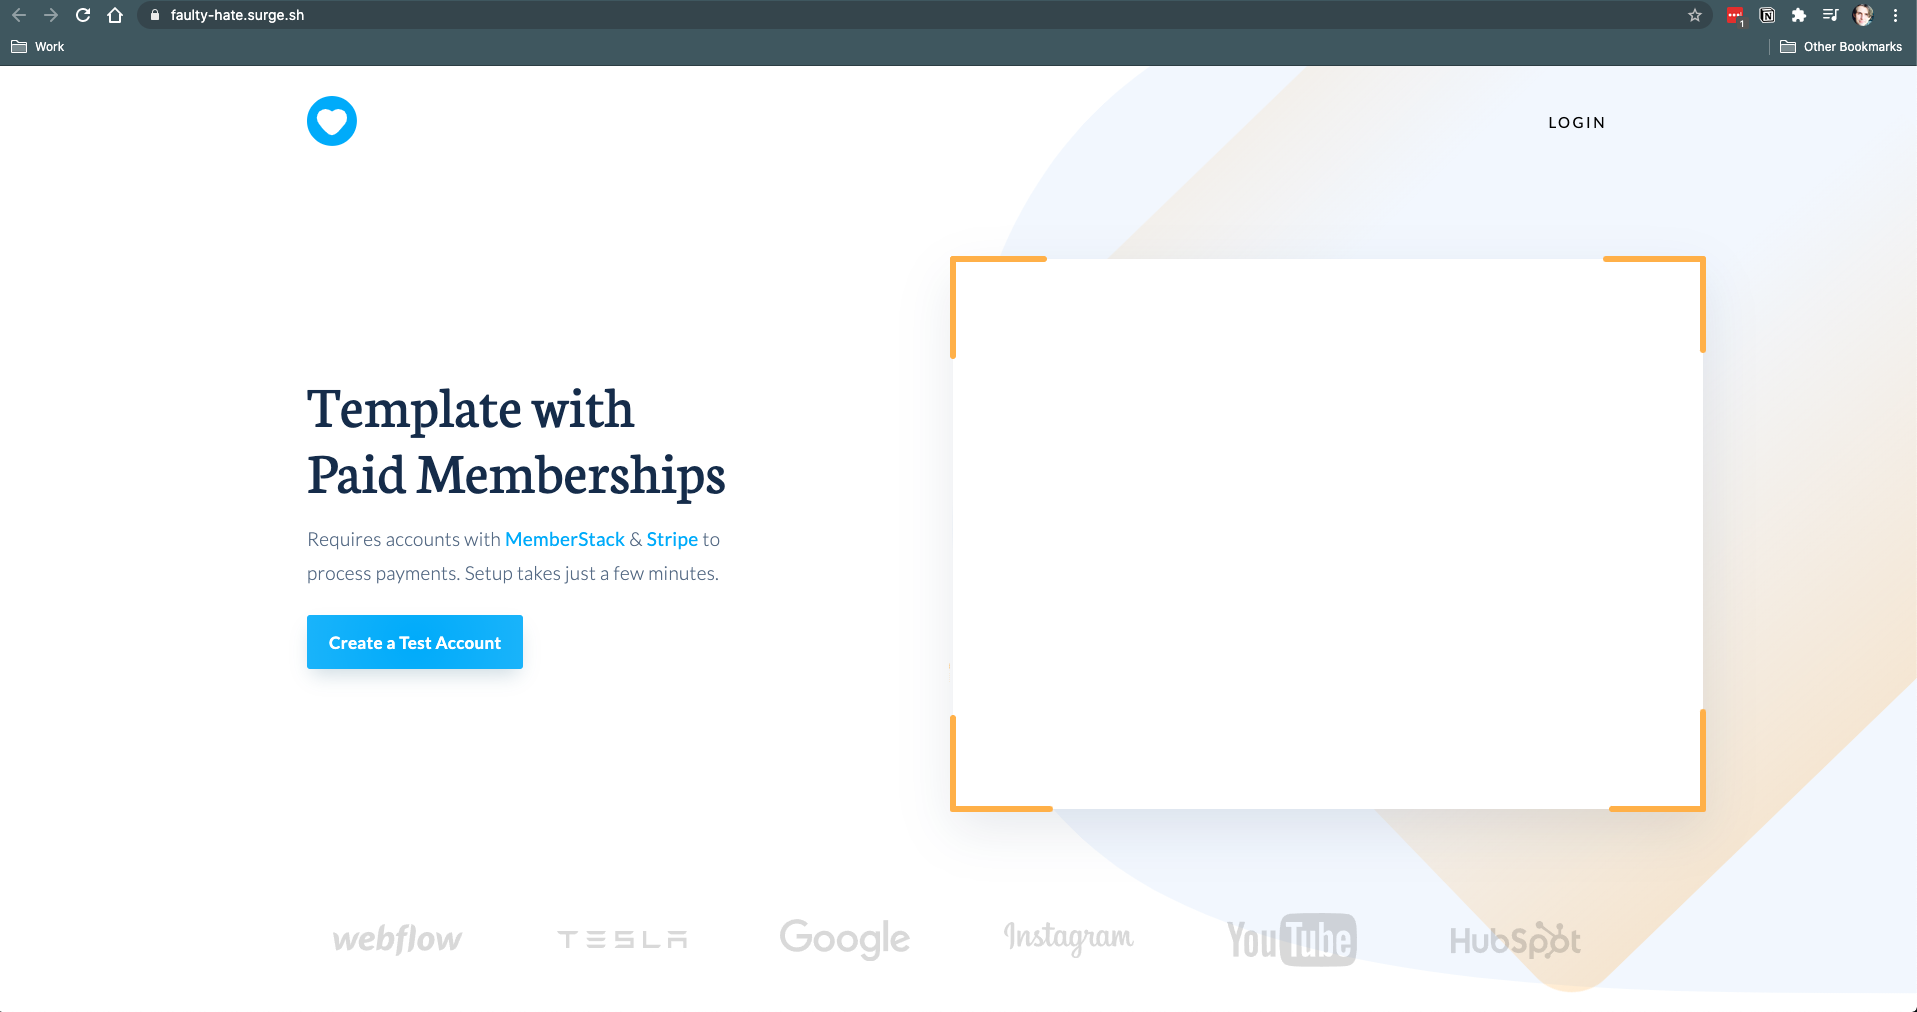 faulty-hate.surge.sh
1
Work
Other Bookmarks
LOGIN
Template with
Paid Memberships
Requires accounts with MemberStack & Stripe to
process payments. Setup takes just a few minutes.
Create a Test Account
webflow TESLA Google Instagram YouTube HubSpot